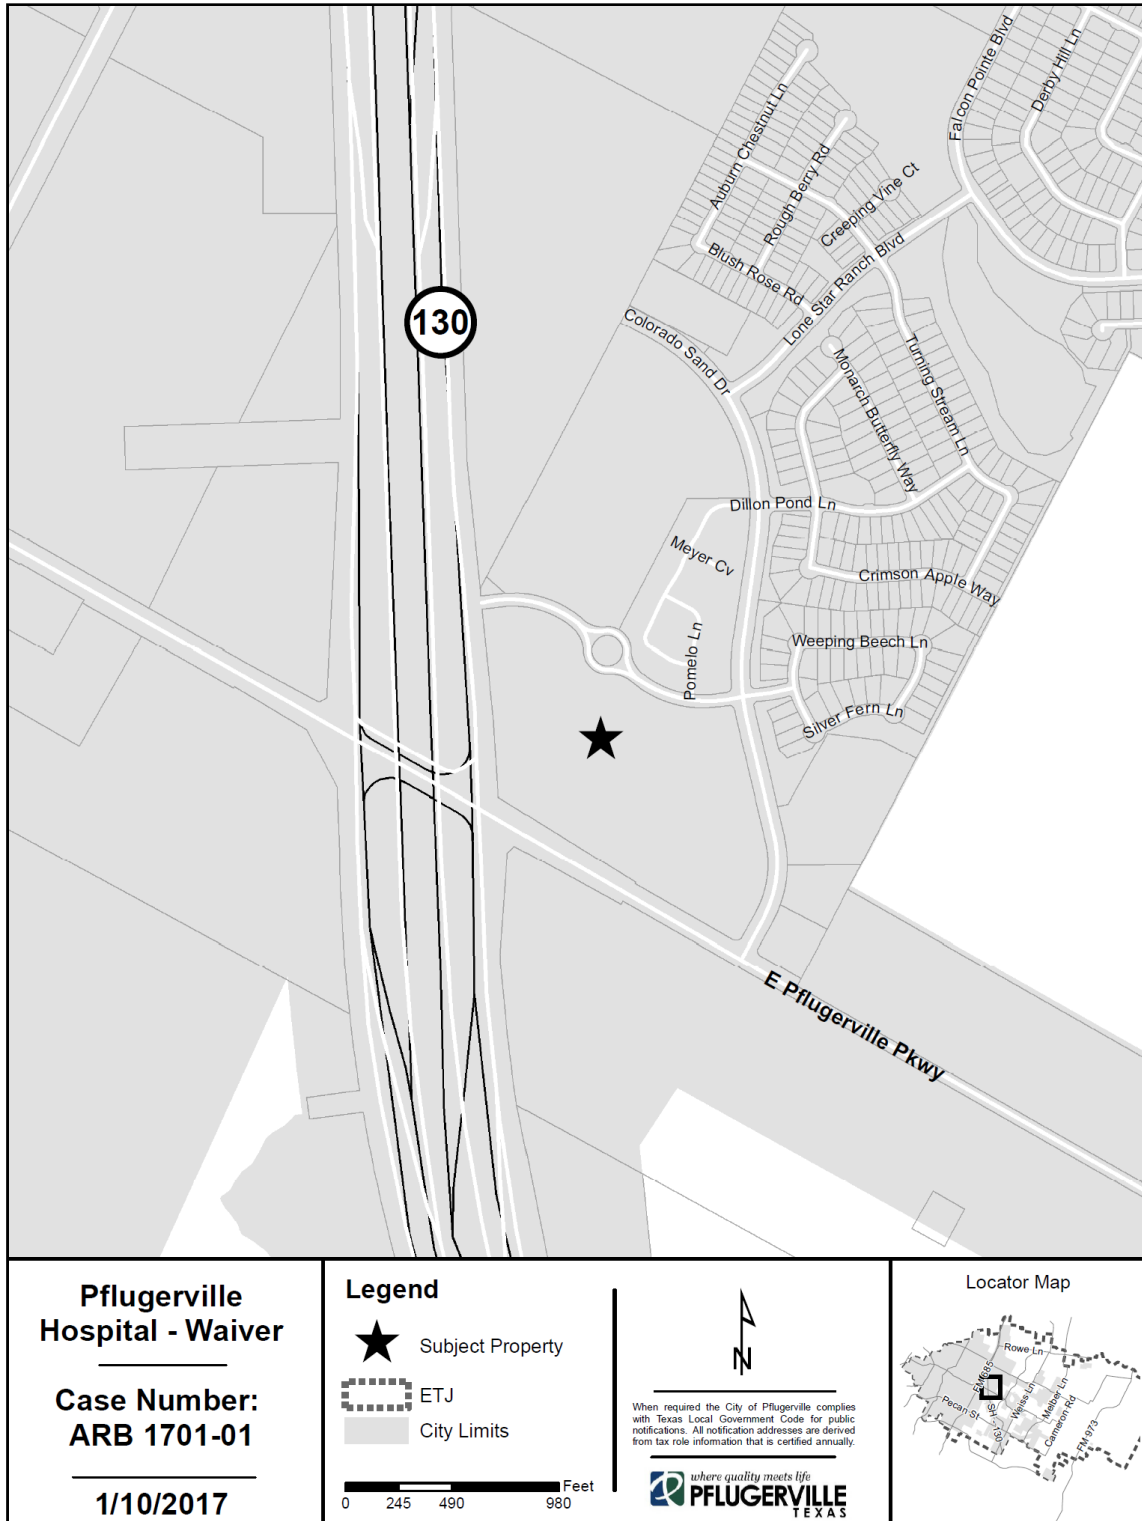 Falcon Pointe Blvd
Derby Hill Ln
Auburn Chestnut Ln
Rough Berry Rd
Creeping Vine Ct
Blush Rose Rd
Lone Star Ranch Blvd
130
Colorado Sand Dr
Turning Stream Ln
Monarch Butterfly Way
Dillon Pond Ln
Meyer Cv
Crimson Apple Way
Weeping Beech Ln
Pomelo Ln
Silver Fern Ln
E Pflugerville Pkwy
Pflugerville
Hospital - Waiver
Case Number:
ARB 1701-01
1/10/2017
Legend
Subject Property
ETJ
City Limits
Feet
0 245 490 980
N
When required the City of Pflugerville complies
with Texas Local Government Code for public
notifications. All notification addresses are derived
from tax role information that is certified annually.
where quality meets life
PFLUGERVILLE
TEXAS
Locator Map
Rowe Ln
FM 685
Pecan St
SH - 130
Weiss Ln
Melber Ln
Cameron Rd
FM 973